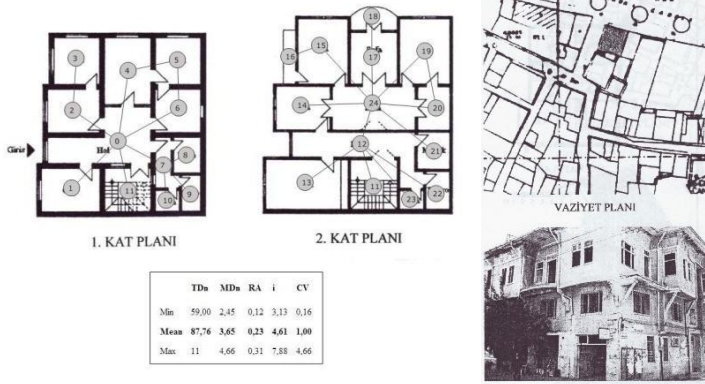 3
4
5
2
6
0
Giriş
Hol
7
8
1
11
10
9
1. KAT PLANI
18
16
15
17
19
14
24
20
12
21
13
11
22
23
2. KAT PLANI
VAZİYET PLANI
TDn MDn RA i CV
Min 59,00 2,45 0,12 3,13 0,16
Mean 87,76 3,65 0,23 4,61 1,00
Max 11 4,66 0,31 7,88 4,66